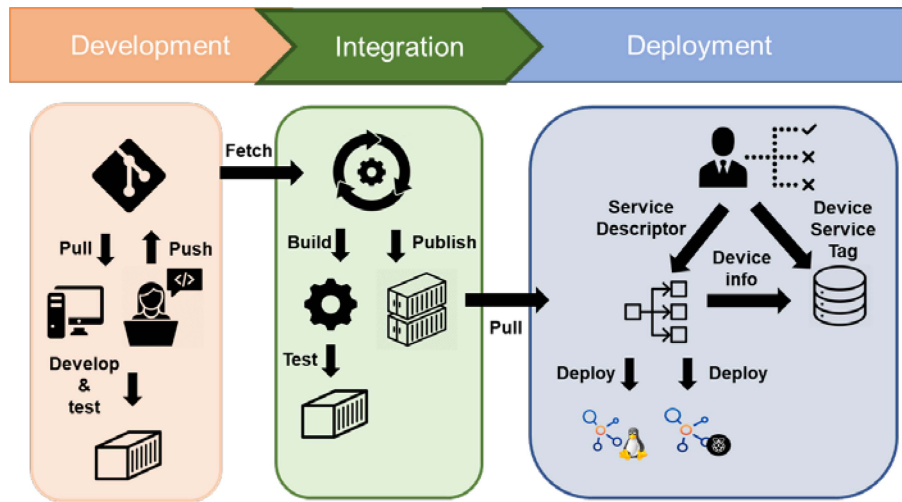 Development
Integration
Deployment
Fetch
Pull
Push
</>
Develop
&
test
Build
Publish
Test
Pull
Service
Descriptor
Device
Service
Tag
Device
info
Deploy
Deploy